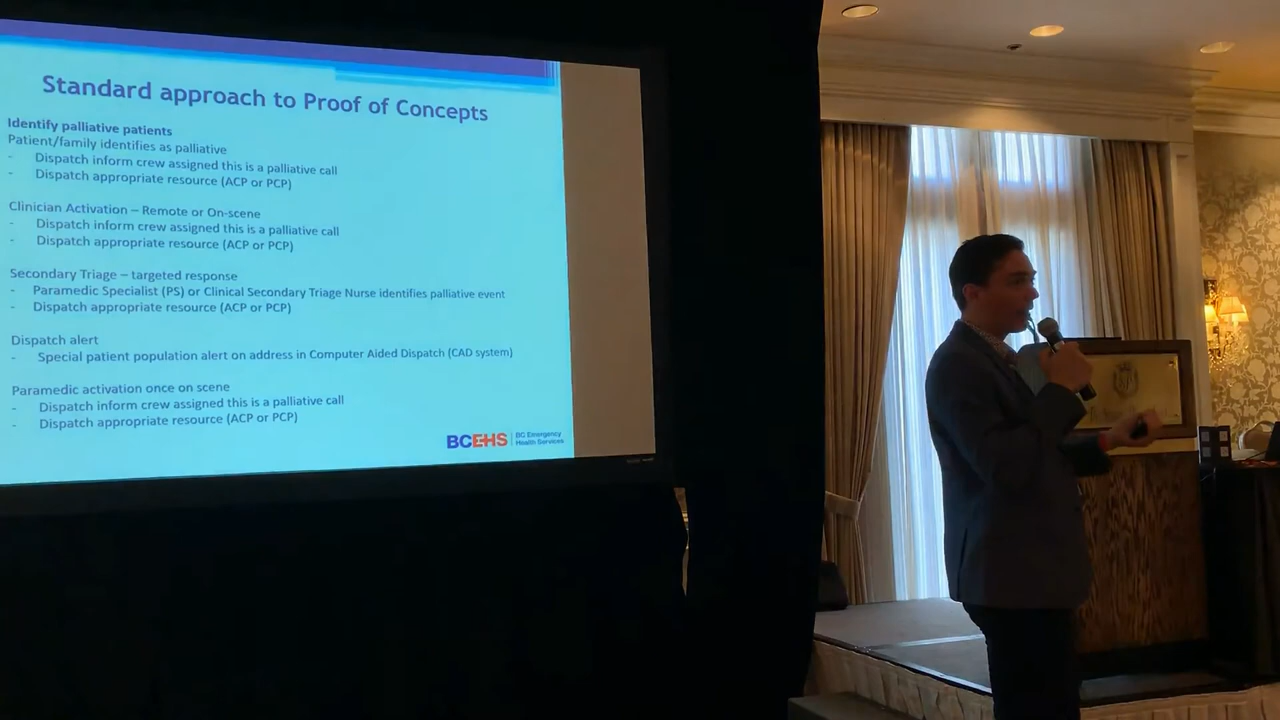 Standard approach to Proof of Concepts
Identify palliative patients
Patient/family identifies as palliative
- Dispatch inform crew assigned this is a palliative call
- Dispatch appropriate resource (ACP or PCP)
Clinician Activation – Remote or On-scene
- Dispatch inform crew assigned this is a palliative call
- Dispatch appropriate resource (ACP or PCP)
Secondary Triage – targeted response
- Paramedic Specialist (PS) or Clinical Secondary Triage Nurse identifies palliative event
- Dispatch appropriate resource (ACP or PCP)
Dispatch alert
- Special patient population alert on address in Computer Aided Dispatch (CAD system)
Paramedic activation once on scene
- Dispatch inform crew assigned this is a palliative call
- Dispatch appropriate resource (ACP or PCP)
BCEHS BC Emergency
Health Services